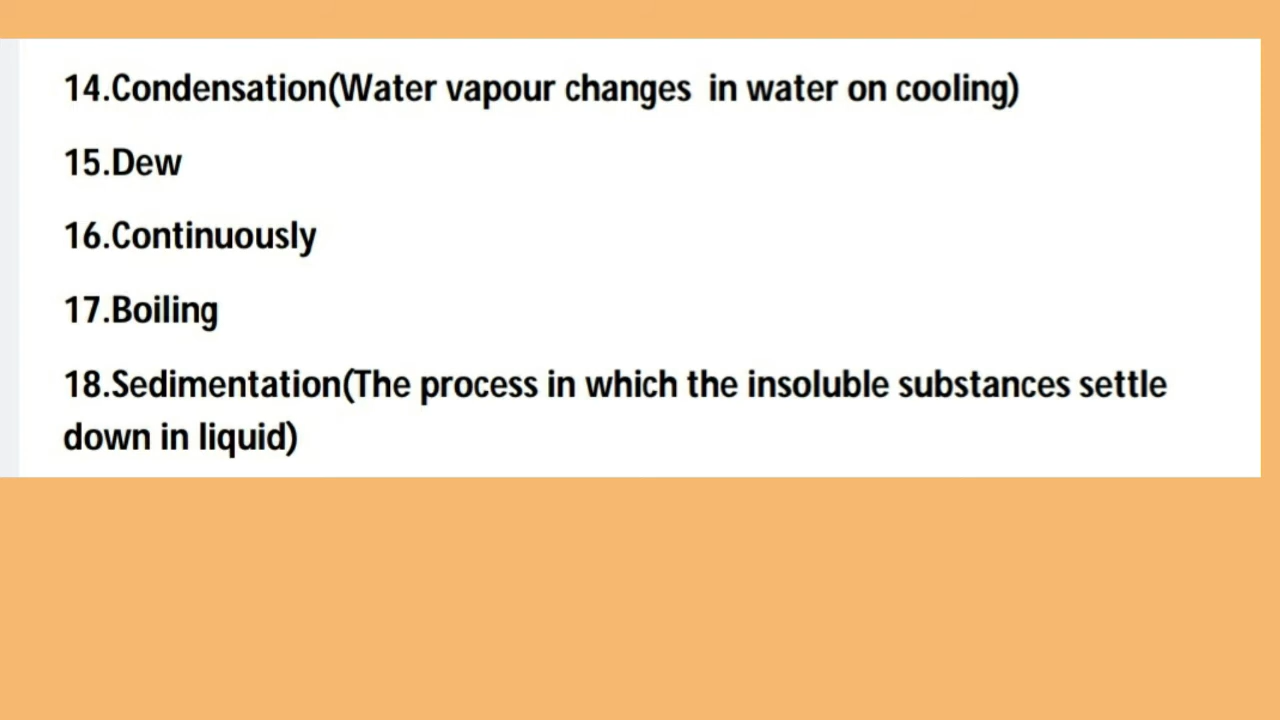 14.Condensation(Water vapour changes  in water on cooling)
15.Dew
16.Continuously
17.Boiling
18.Sedimentation(The process in which the insoluble substances settle
down in liquid)